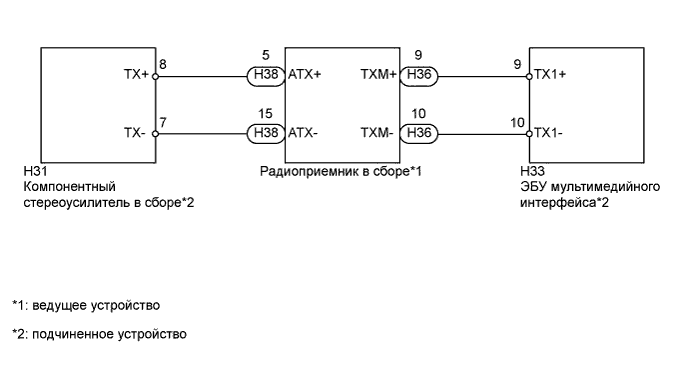 8 5 9 9
TX+ H38 ATX+ TXM+ H36 TX1+
7 15 10 10
TX- H38 ATX- TXM- H36 TX1-
H31 Радиоприемник в сборе*1 H33
Компонентный ЭБУ мультимедийного
стереоусилитель в сборе*2 интерфейса*2
*1: ведущее устройство
*2: подчиненное устройство